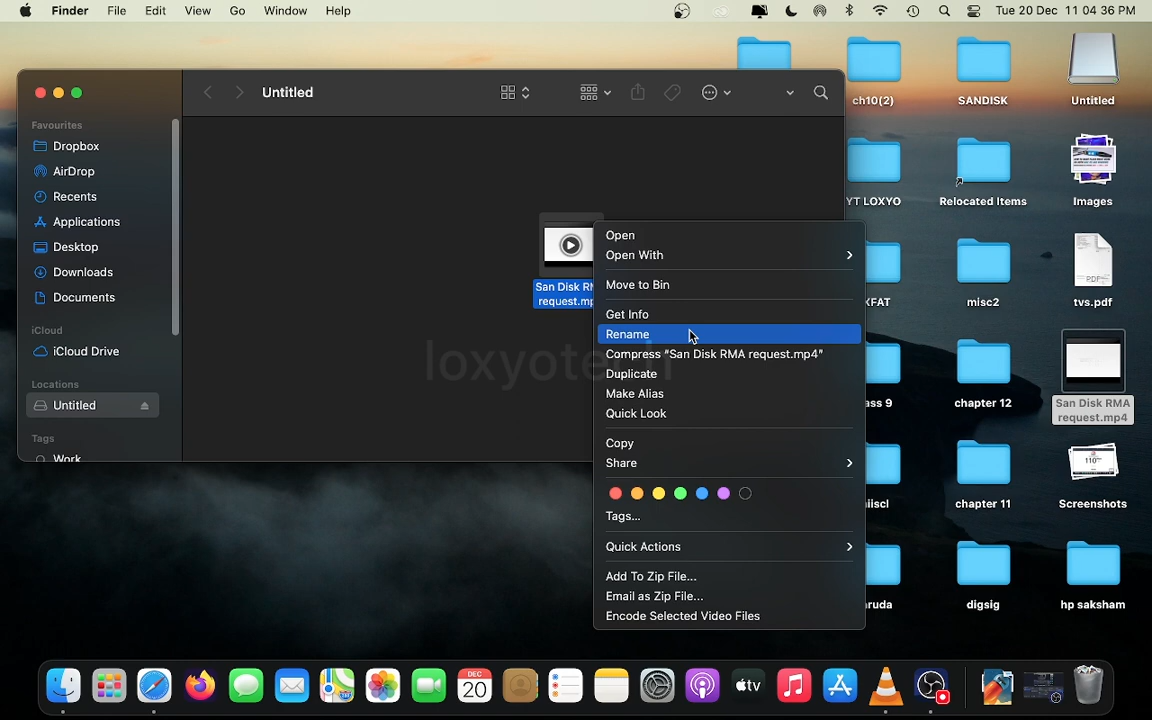 Finder File Edit View Go Window Help
Tue 20 Dec 11 04 36 PM
Untitled
Favourites
Dropbox
AirDrop
Recents
Applications
Desktop
Downloads
Documents
iCloud
iCloud Drive
Locations
Untitled
Tags
Work
San Disk RM
request.mp
Open
Open With
Move to Bin
Get Info
Rename
Compress "San Disk RMA request.mp4"
Duplicate
Make Alias
Quick Look
Copy
Share
Tags...
Quick Actions
Add To Zip File...
Email as Zip File...
Encode Selected Video Files
ch10(2)
SANDISK
Untitled
YT LOXYO
Relocated Items
Images
XFAT
misc2
PDF
tvs.pdf
ass 9
chapter 12
San Disk RMA
request.mp4
110
iiscl
chapter 11
Screenshots
ruda
digsig
hp saksham
DEC
20
tv